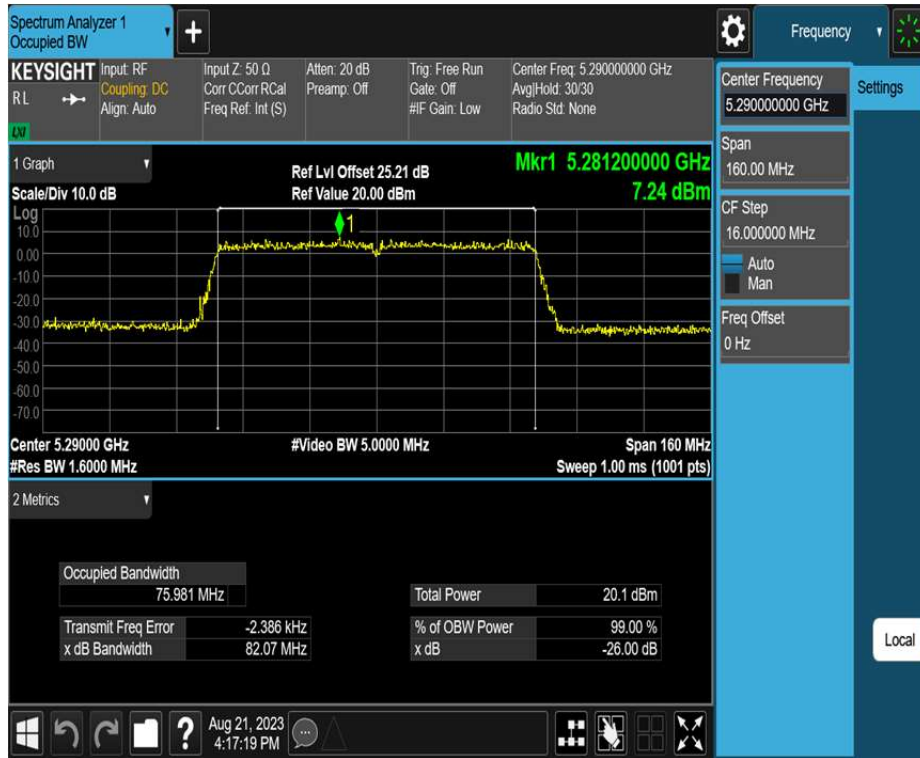 Spectrum Analyzer 1
Occupied BW
+
Frequency
KEYSIGHT
RL
LXI
Input: RF
Coupling: DC
Align: Auto
Input Z: 50 Ω
Corr CCorr RCal
Freq Ref: Int (S)
Atten: 20 dB
Preamp: Off
Trig: Free Run
Gate: Off
#IF Gain: Low
Center Freq: 5.290000000 GHz
Avg|Hold: 30/30
Radio Std: None
Center Frequency
5.290000000 GHz
Settings
Span
160.00 MHz
CF Step
16.000000 MHz
Auto
Man
Freq Offset
0 Hz
Local
1 Graph
Scale/Div 10.0 dB
Ref Lvl Offset 25.21 dB
Ref Value 20.00 dBm
Mkr1 5.281200000 GHz
7.24 dBm
Log
1
10.0
0.00
-10.0
-20.0
-30.0
-40.0
-50.0
-60.0
-70.0
Center 5.29000 GHz
#Video BW 5.0000 MHz
Span 160 MHz
#Res BW 1.6000 MHz
Sweep 1.00 ms (1001 pts)
2 Metrics
Occupied Bandwidth
75.981 MHz
Total Power 20.1 dBm
Transmit Freq Error -2.386 kHz
% of OBW Power 99.00 %
x dB Bandwidth 82.07 MHz
x dB -26.00 dB
?
Aug 21, 2023
4:17:19 PM